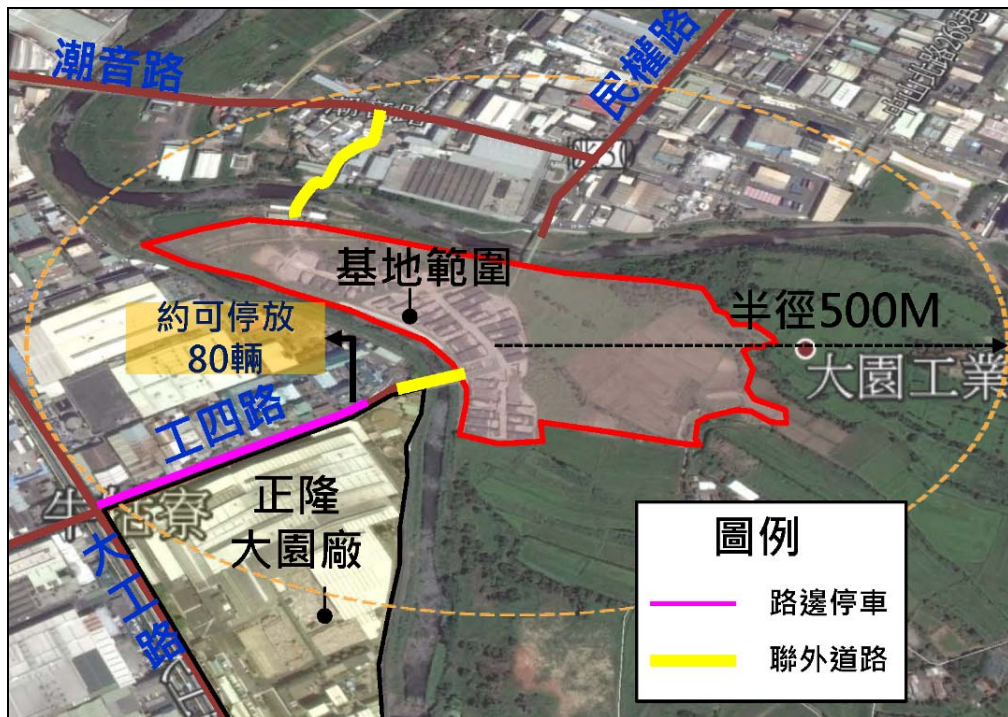 潮音路
民權路
基地範圍
半徑500M
約可停放
80輛
大園工業
工四路
正隆
大園廠
大工路
圖例
路邊停車
聯外道路